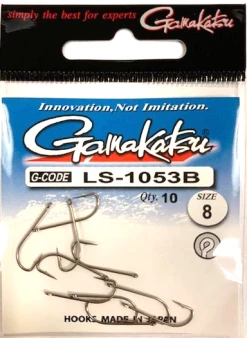 simply the best for experts
Gamakatsu
Innovation, Not Imitation.
Gamakatsu
G-CODE LS-1053B
Qty. 10
SIZE
8
HOOKS MADE IN JAPAN